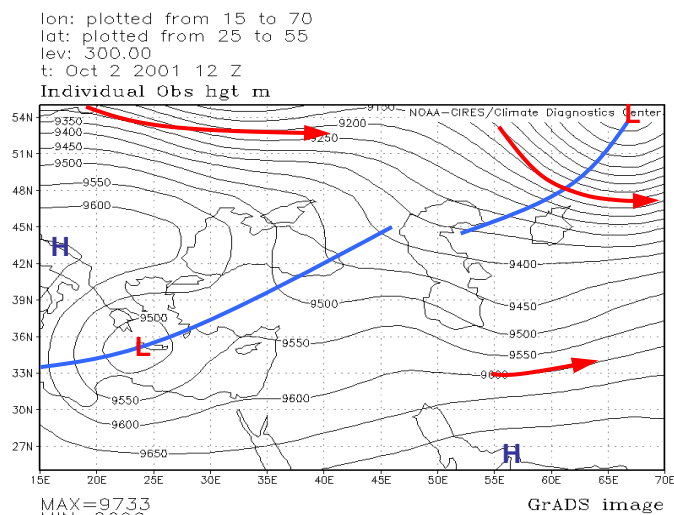 lon: plotted from 15 to 70
lat: plotted from 25 to 55
lev: 300.00
t: Oct 2 2001 12 Z
Individual Obs hgt m
NOAA-CIRES/Climate Diagnostics Center
54N
51N
48N
45N
42N
39N
36N
33N
30N
27N
9150
9200
9250
9350
9400
9450
9500
9550
9600
L
H
9400
9450
9500
9550
9500
9500
L
9550
9550
9600
9600
9600
9650
H
15E 20E 25E 30E 35E 40E 45E 50E 55E 60E 65E 70E
MAX=9733
GrADS image